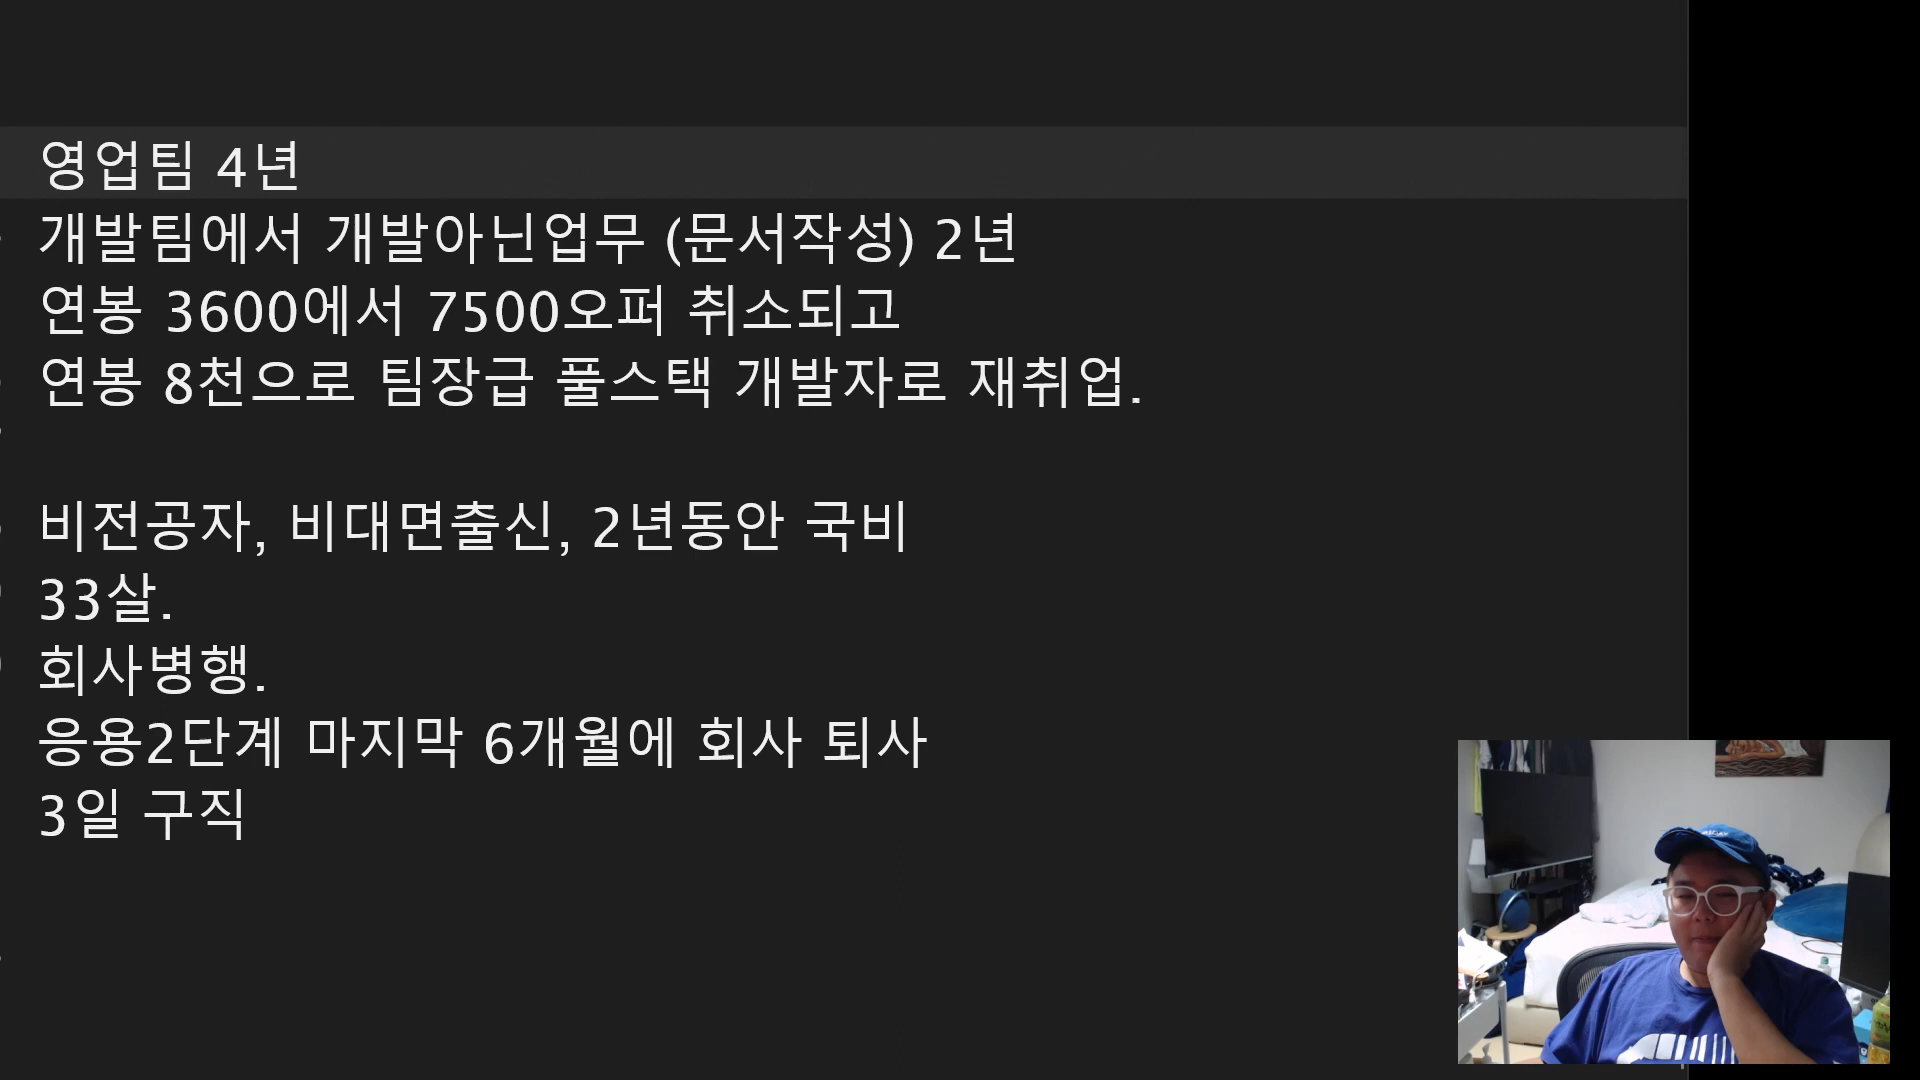 영업팀 4년
개발팀에서 개발아닌업무 (문서작성) 2년
연봉 3600에서 7500오퍼 취소되고
연봉 8천으로 팀장급 풀스택 개발자로 재취업.
비전공자, 비대면출신, 2년동안 국비
33살.
회사병행.
응용2단계 마지막 6개월에 회사 퇴사
3일 구직